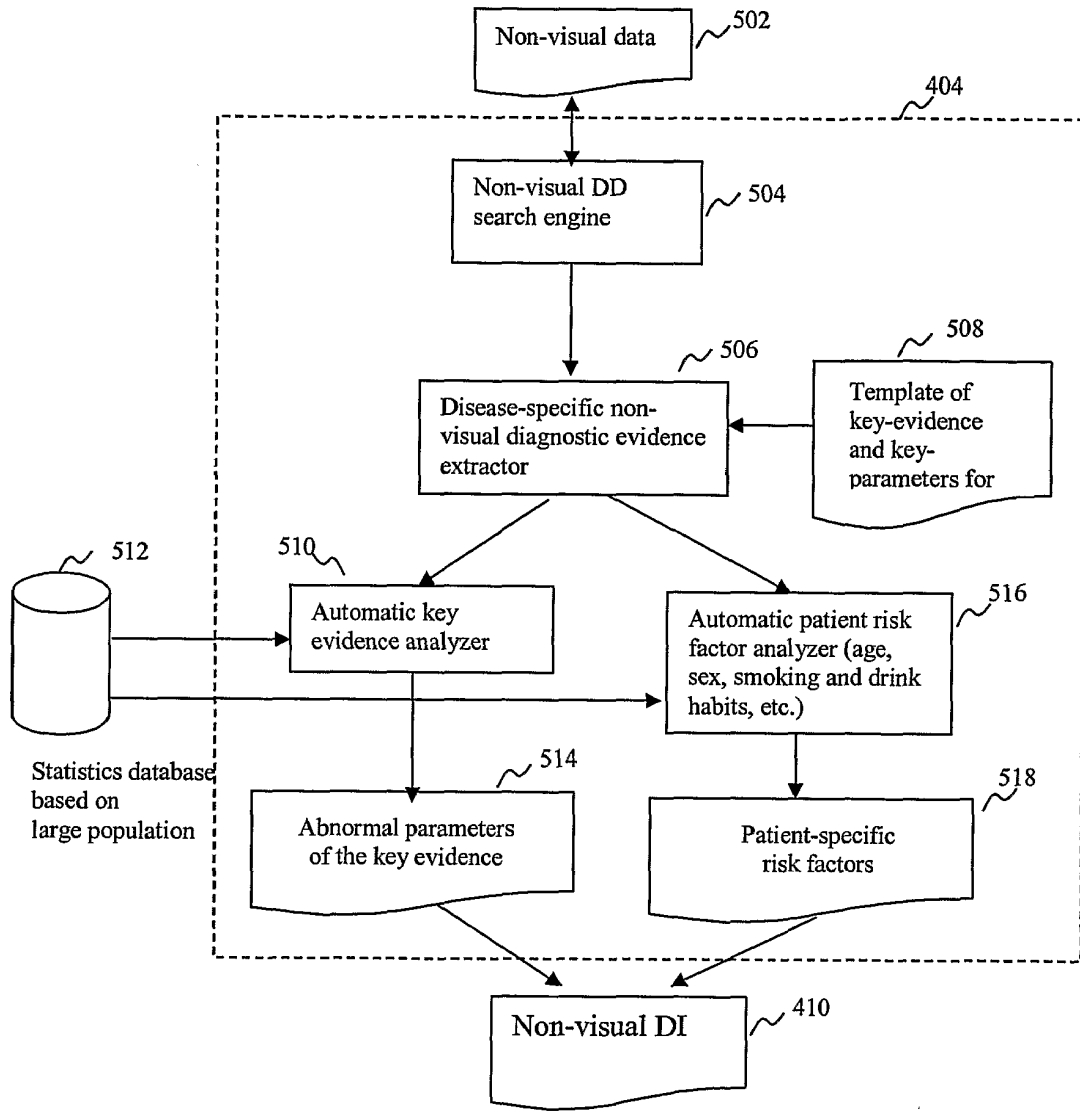 Non-visual data
502
404
Non-visual DD
search engine
504
506
508
Disease-specific non-
visual diagnostic evidence
extractor
Template of
key-evidence
and key-
parameters for
512
510
516
Automatic key
evidence analyzer
Automatic patient risk
factor analyzer (age,
sex, smoking and drink
habits, etc.)
Statistics database
based on
large population
514
518
Abnormal parameters
of the key evidence
Patient-specific
risk factors
Non-visual DI
410